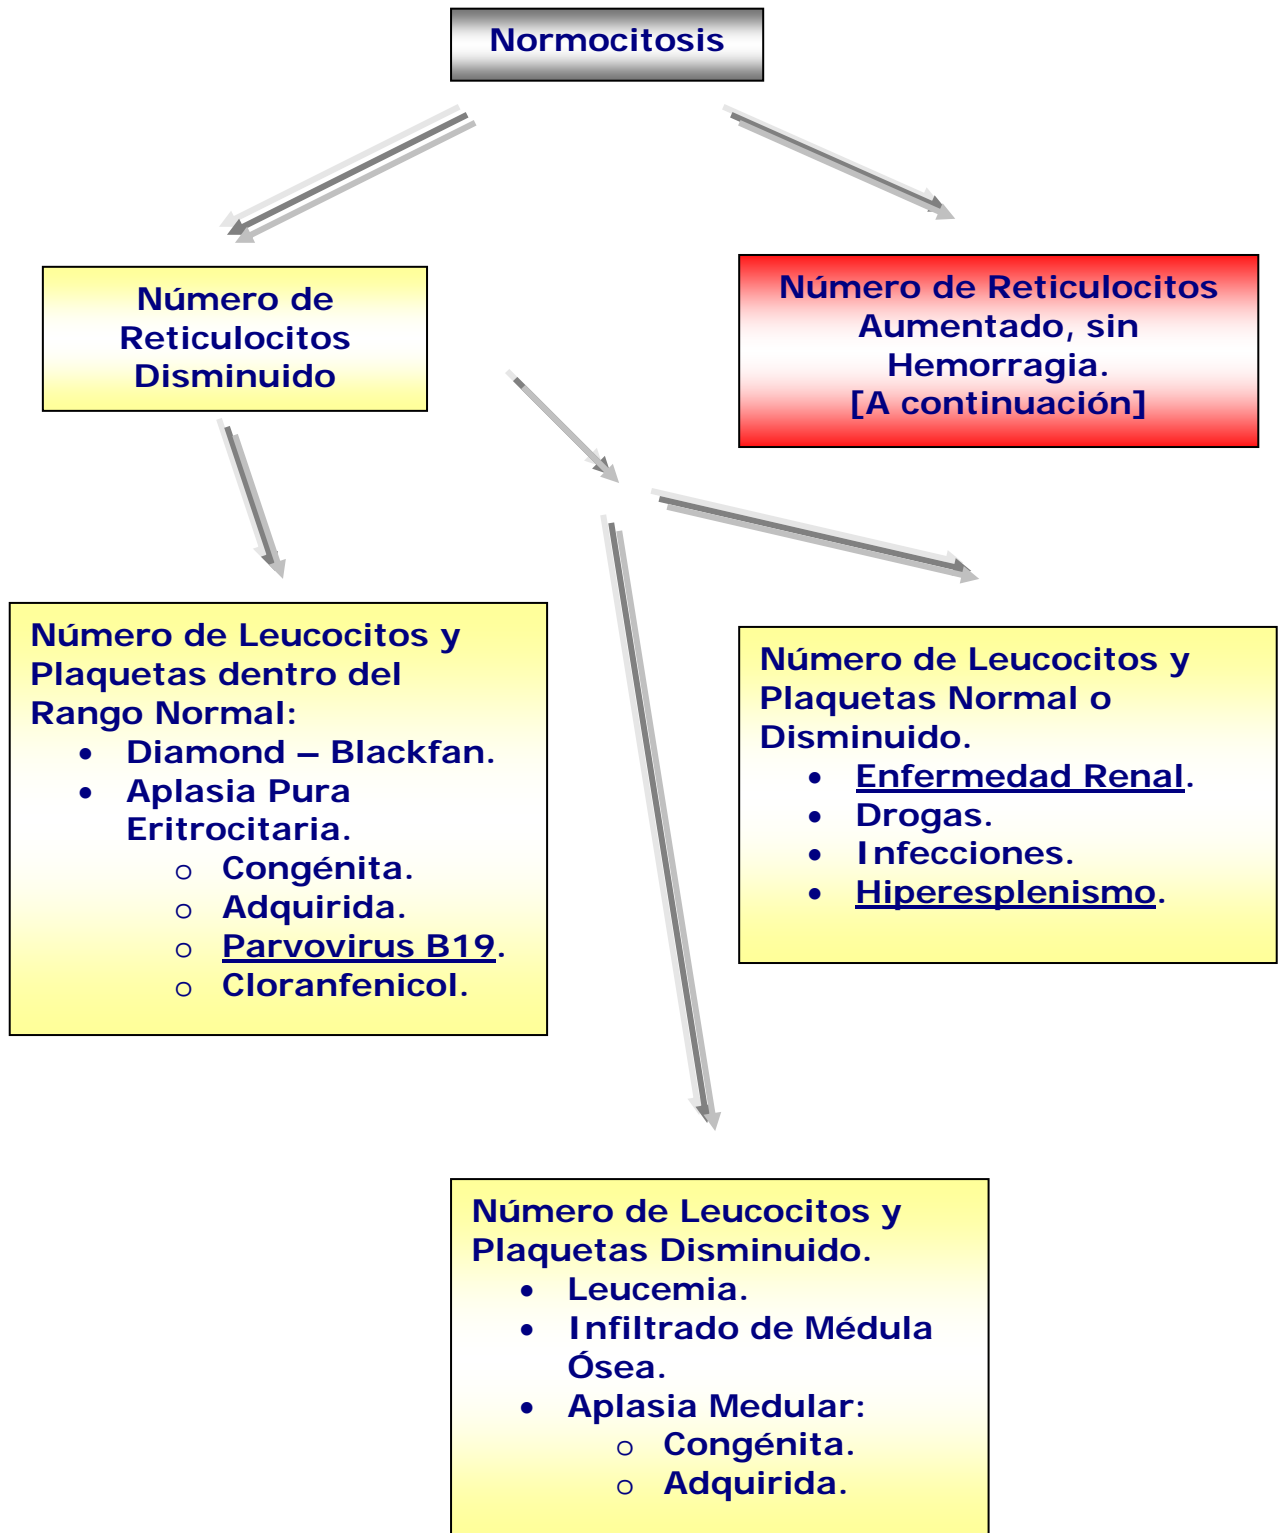 Normocitosis
Número de
Reticulocitos
Disminuido
Número de Reticulocitos
Aumentado, sin
Hemorragia.
[A continuación]
Número de Leucocitos y
Plaquetas dentro del
Rango Normal:
• Diamond – Blackfan.
• Aplasia Pura
Eritrocitaria.
o Congénita.
o Adquirida.
o Parvovirus B19.
o Cloranfenicol.
Número de Leucocitos y
Plaquetas Normal o
Disminuido.
• Enfermedad Renal.
• Drogas.
• Infecciones.
• Hiperesplenismo.
Número de Leucocitos y
Plaquetas Disminuido.
• Leucemia.
• Infiltrado de Médula
Ósea.
• Aplasia Medular:
o Congénita.
o Adquirida.